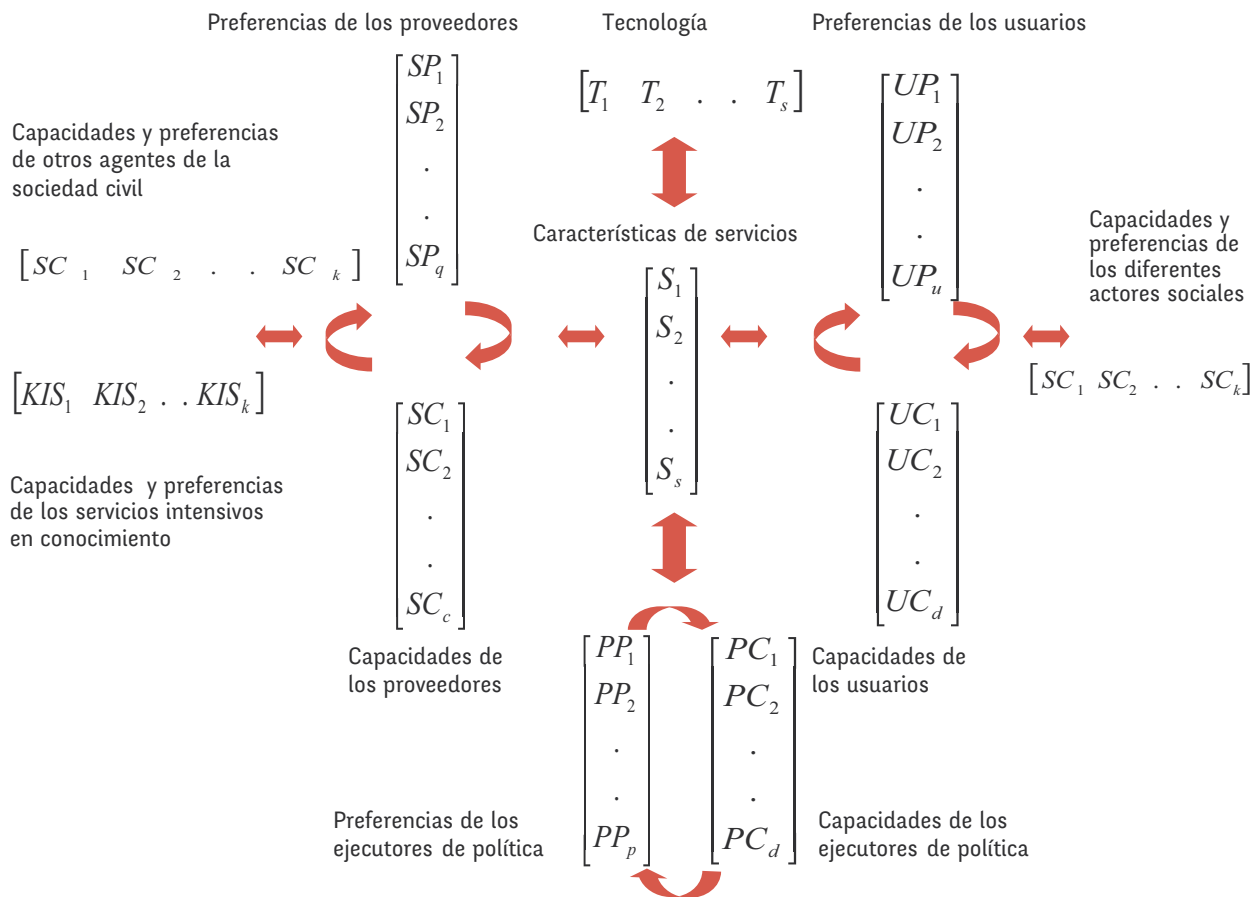 Preferencias de los proveedores
Tecnología
Preferencias de los usuarios
SP1
SP2
.
.
SPq
[T1 T2 . . Ts]
UP1
UP2
.
.
UPu
Capacidades y preferencias
de otros agentes de la
sociedad civil
[SC 1 SC 2 . . SC k]
[KIS1 KIS2 . . KISk]
Capacidades y preferencias
de los servicios intensivos
en conocimiento
Características de servicios
S1
S2
.
.
Ss
Capacidades y
preferencias de
los diferentes
actores sociales
[SC1 SC2 . . SCk]
SC1
SC2
.
.
SCc
Capacidades de
los proveedores
UC1
UC2
.
.
UCd
Capacidades de
los usuarios
PP1
PP2
.
.
PPp
PC1
PC2
.
.
PCd
Preferencias de los
ejecutores de política
Capacidades de los
ejecutores de política